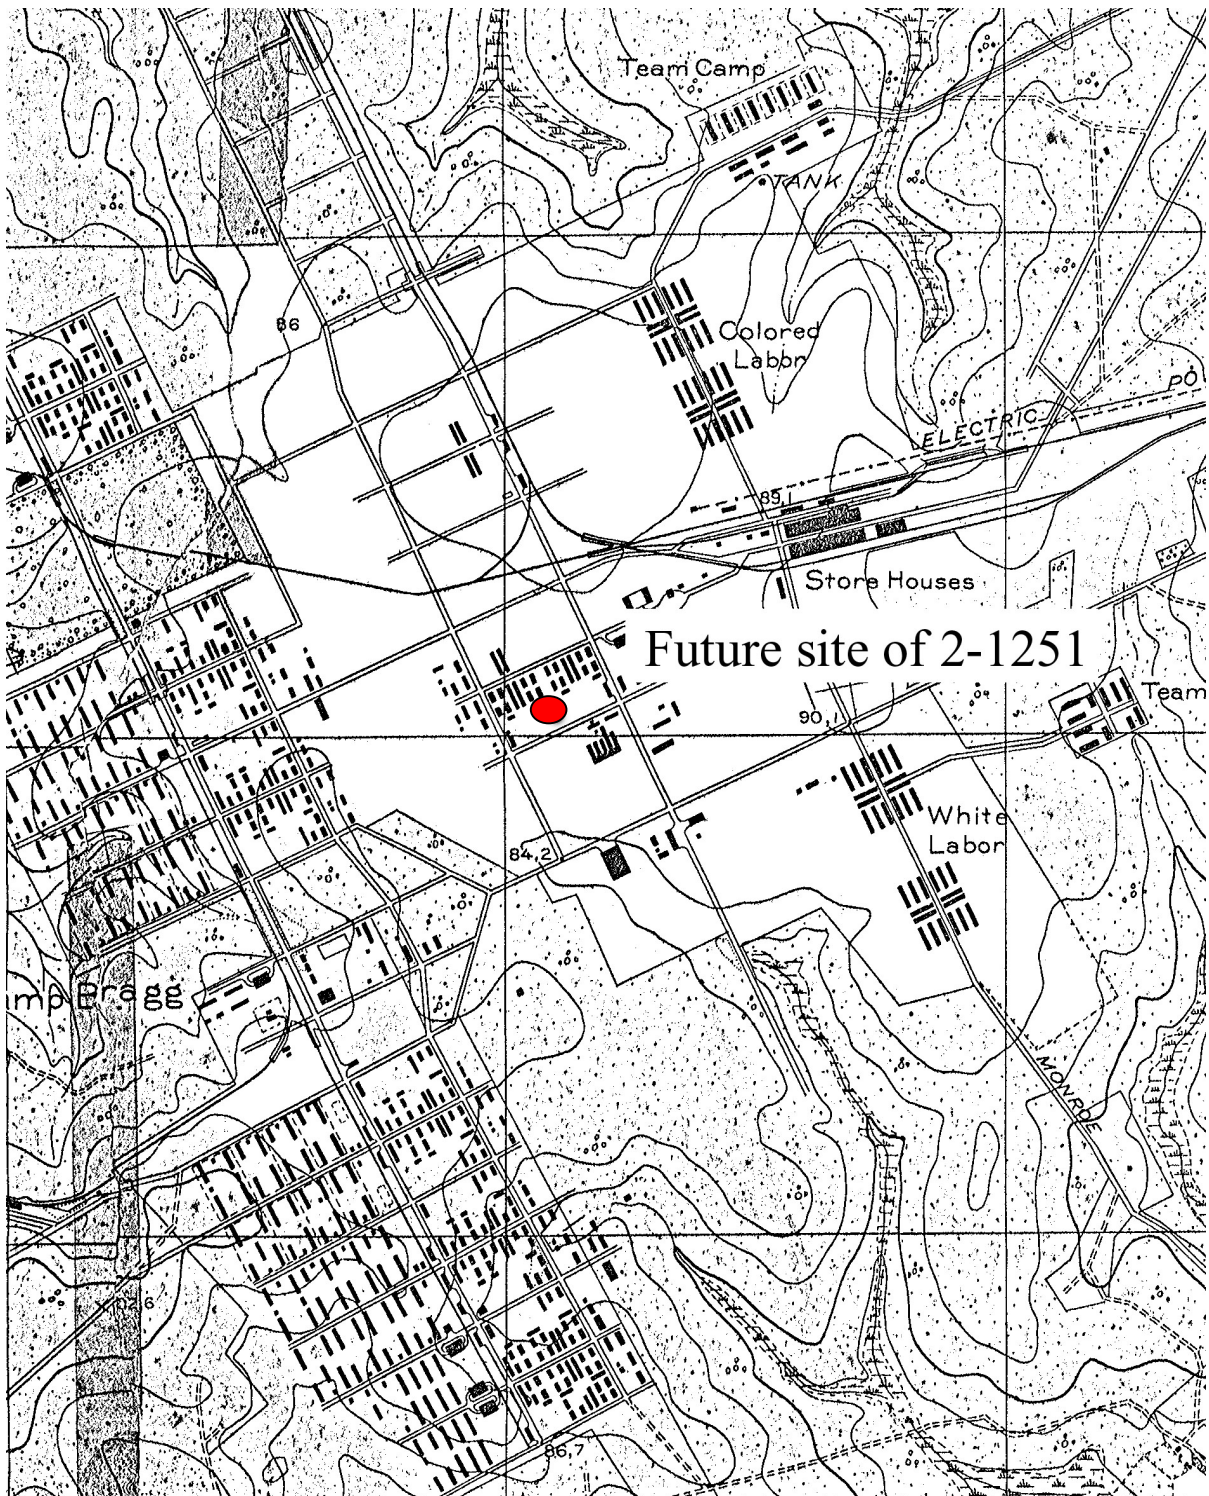 Team Camp
TANK
86
Colored
Labor
PO
ELECTRIC
89,1
Store Houses
Future site of 2-1251
Team
90,1
White
Labor
84,2
mp Bragg
MONROE
86,7